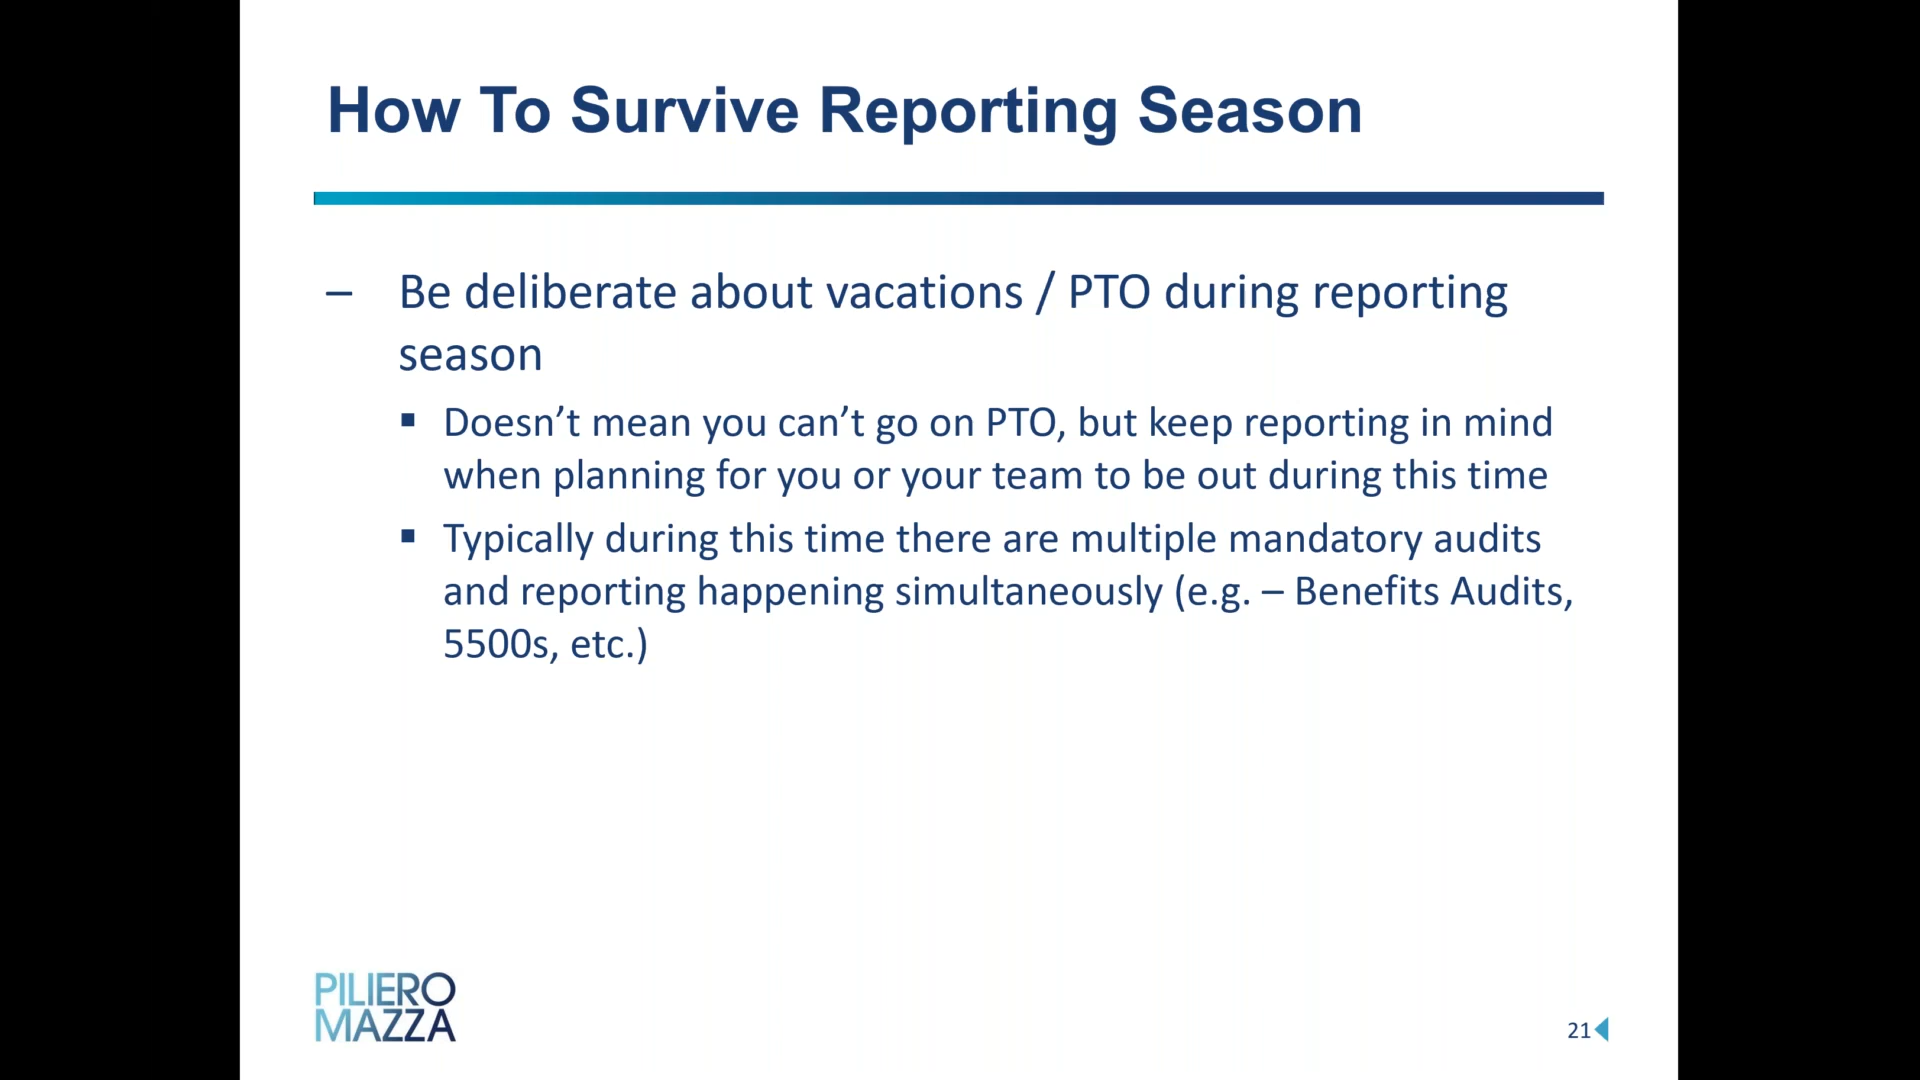 How To Survive Reporting Season
– Be deliberate about vacations / PTO during reporting
season
▪ Doesn’t mean you can’t go on PTO, but keep reporting in mind
when planning for you or your team to be out during this time
▪ Typically during this time there are multiple mandatory audits
and reporting happening simultaneously (e.g. – Benefits Audits,
5500s, etc.)
PILIERO
MAZZA
21